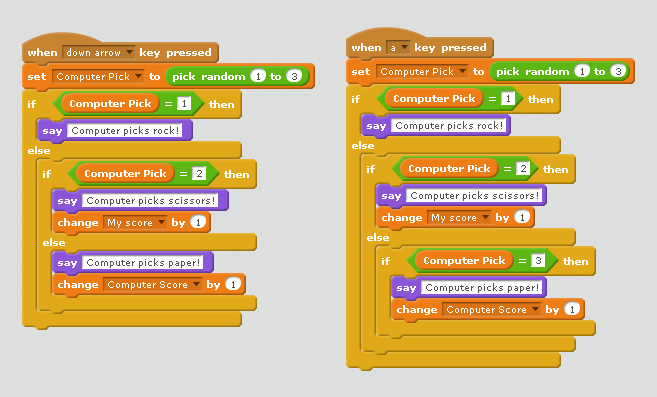 when down arrow key pressed
set Computer Pick to pick random 1 to 3
if Computer Pick = 1 then
say Computer picks rock!
else
if Computer Pick = 2 then
say Computer picks scissors!
change My score by 1
else
say Computer picks paper!
change Computer Score by 1
when a key pressed
set Computer Pick to pick random 1 to 3
if Computer Pick = 1 then
say Computer picks rock!
else
if Computer Pick = 2 then
say Computer picks scissors!
change My score by 1
else
if Computer Pick = 3 then
say Computer picks paper!
change Computer Score by 1